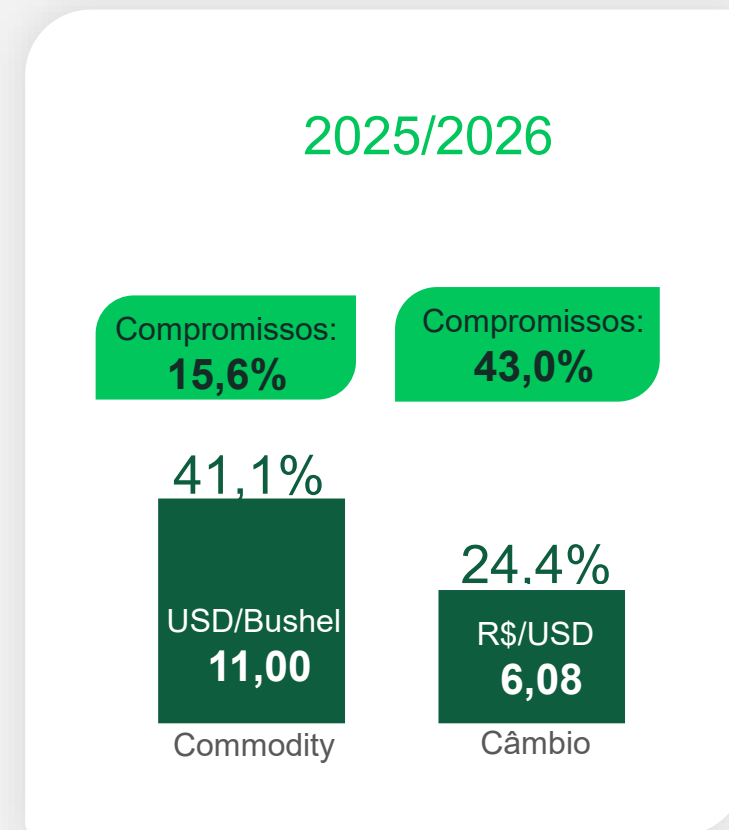 2025/2026
Compromissos:
15,6%
Compromissos:
43,0%
41,1%
24,4%
USD/Bushel
11,00
R$/USD
6,08
Commodity
Câmbio